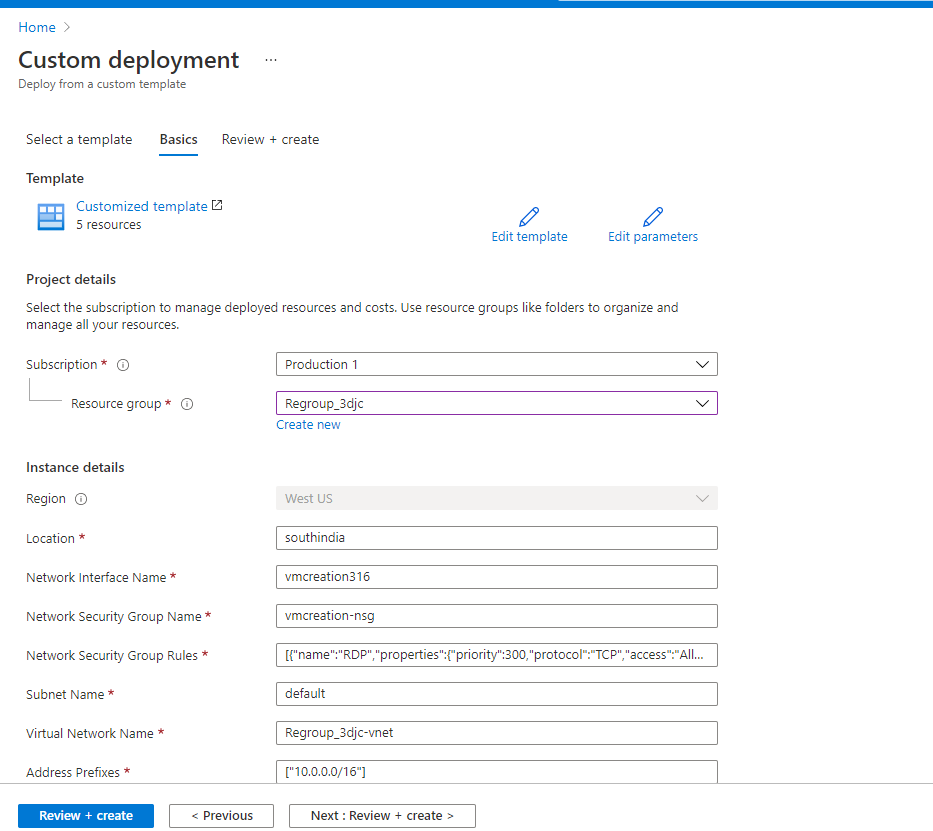 Home >
Custom deployment ...
Deploy from a custom template
Select a template Basics Review + create
Template
Customized template
5 resources
Edit template Edit parameters
Project details
Select the subscription to manage deployed resources and costs. Use resource groups like folders to organize and
manage all your resources.
Subscription * Production 1
Resource group * Regroup_3djc
Create new
Instance details
Region West US
Location * southindia
Network Interface Name * vmcreation316
Network Security Group Name * vmcreation-nsg
Network Security Group Rules * [{"name":"RDP","properties":{"priority":300,"protocol":"TCP","access":"All...
Subnet Name * default
Virtual Network Name * Regroup_3djc-vnet
Address Prefixes * ["10.0.0.0/16"]
Review + create < Previous Next : Review + create >